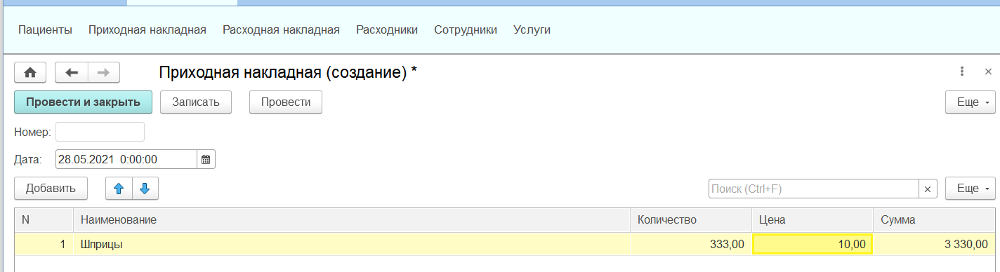 Пациенты Приходная накладная Расходная накладная Расходники Сотрудники Услуги
Приходная накладная (создание) *
Провести и закрыть Записать Провести Еще
Номер:
Дата: 28.05.2021 0:00:00
Добавить Поиск (Ctrl+F) × Еще
N Наименование Количество Цена Сумма
1 Шприцы 333,00 10,00 3 330,00